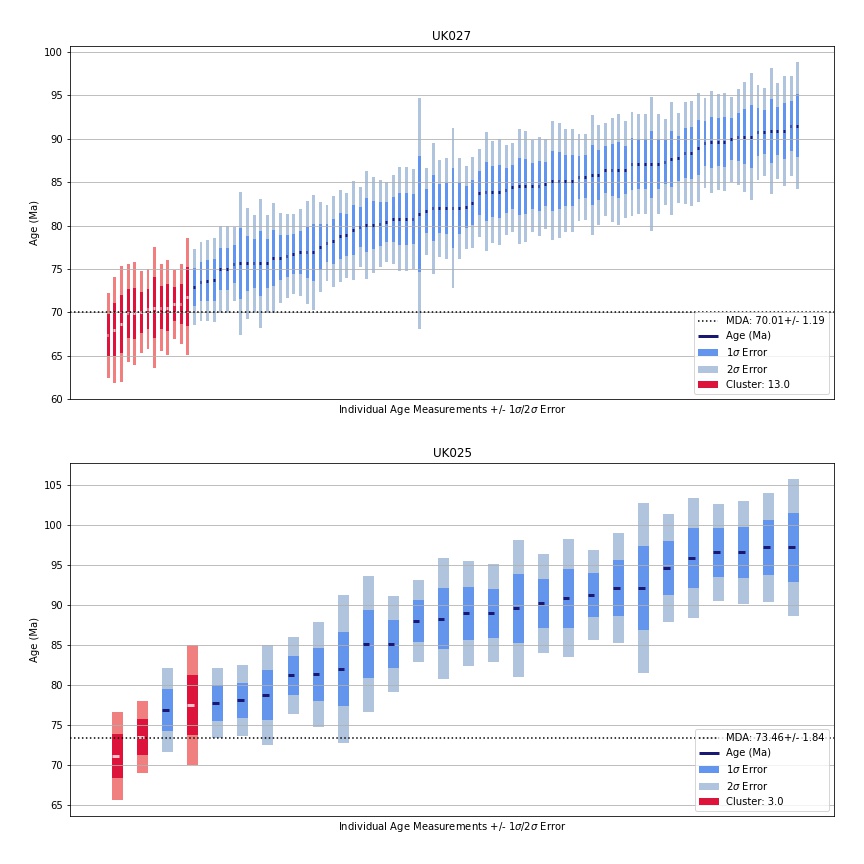 UK027
100
95
90
85
80
75
70
65
60
Age (Ma)
MDA: 70.01+/- 1.19
Age (Ma)
1σ Error
2σ Error
Cluster: 13.0
Individual Age Measurements +/- 1σ/2σ Error
UK025
105
100
95
90
85
80
75
70
65
Age (Ma)
MDA: 73.46+/- 1.84
Age (Ma)
1σ Error
2σ Error
Cluster: 3.0
Individual Age Measurements +/- 1σ/2σ Error